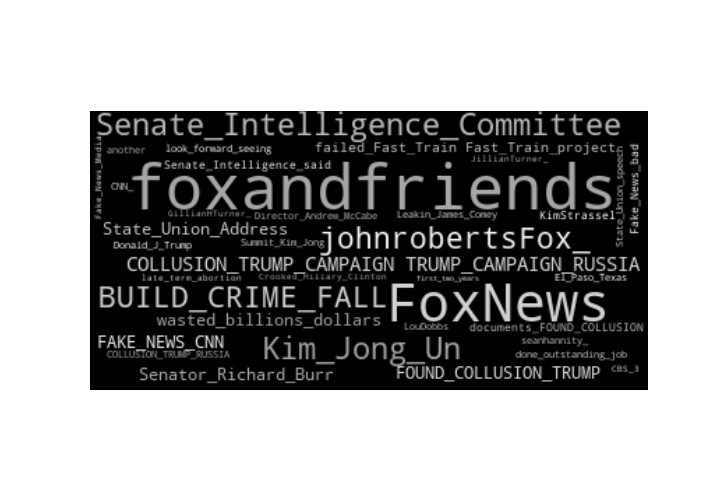 Senate_Intelligence_Committee
another look_forward_seeing failed_Fast_Train Fast_Train_project
Fake_News_Media
Senate_Intelligence_said JillianTurner_
CNN_ foxandfriends
State_Union_speech
Fake_News_bad
GillianHTurner_ Director_Andrew_McCabe Leakin_James_Comey KimStrassel
State_Union_Address
Donald_J_Trump Summit_Kim_Jong johnrobertsFox_
COLLUSION_TRUMP_CAMPAIGN TRUMP_CAMPAIGN_RUSSIA
late_term_abortion Crooked_Hillary_Clinton first_two_years El_Paso_Texas
BUILD_CRIME_FALL FoxNews
wasted_billions_dollars LouDobbs documents_FOUND_COLLUSION
FAKE_NEWS_CNN seanhannity_
COLLUSION_TRUMP_RUSSIA Kim_Jong_Un done_outstanding_job
Senator_Richard_Burr FOUND_COLLUSION_TRUMP CBS_3